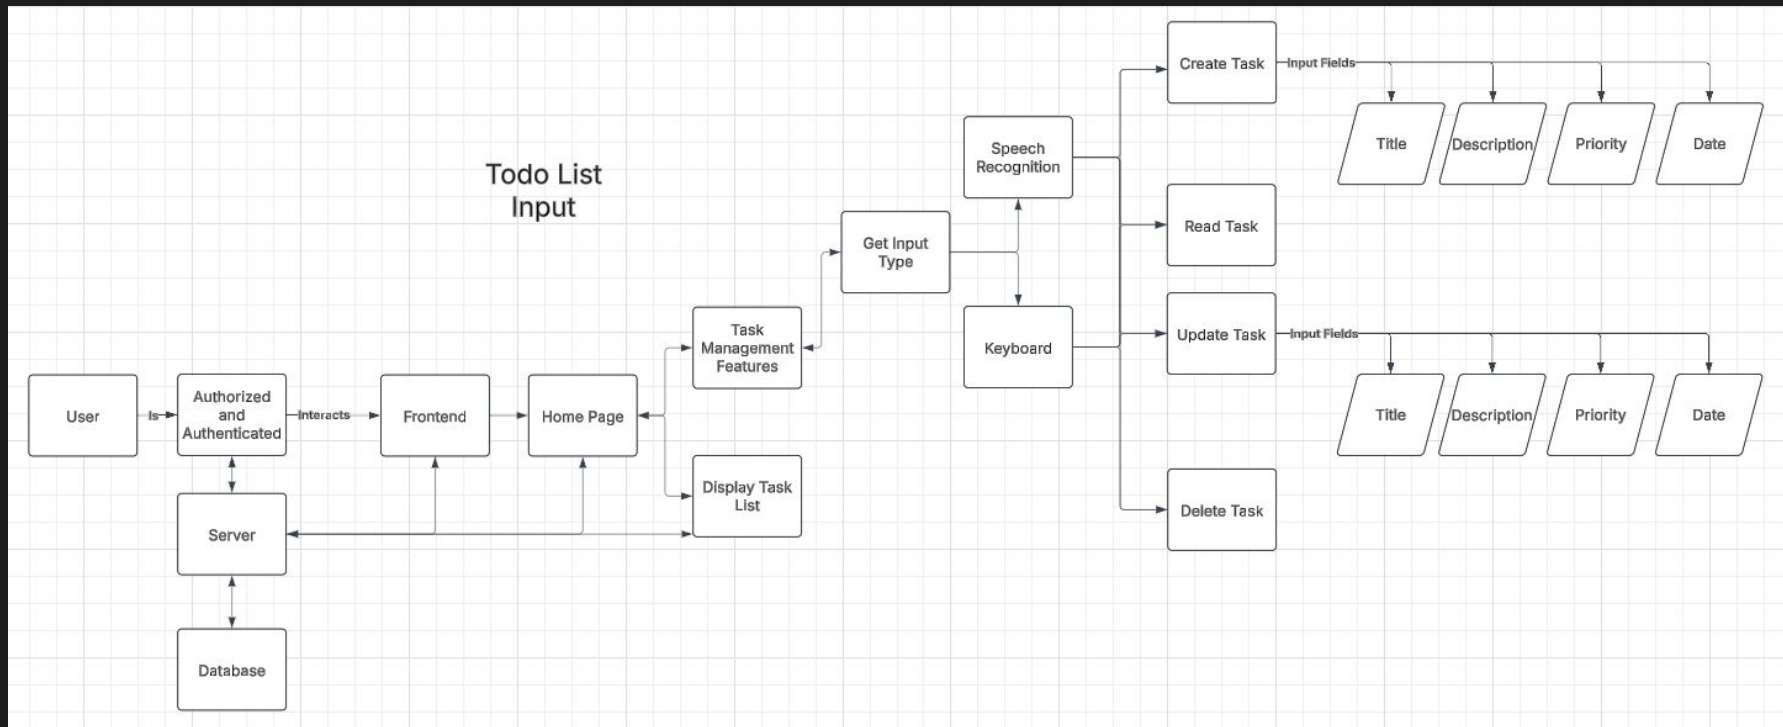 Todo List
Input
Create Task
Input Fields
Title
Description
Priority
Date
Speech
Recognition
Read Task
Get Input
Type
Keyboard
Update Task
Input Fields
Title
Description
Priority
Date
Task
Management
Features
User
Is
Authorized
and
Authenticated
Interacts
Frontend
Home Page
Display Task
List
Delete Task
Server
Database